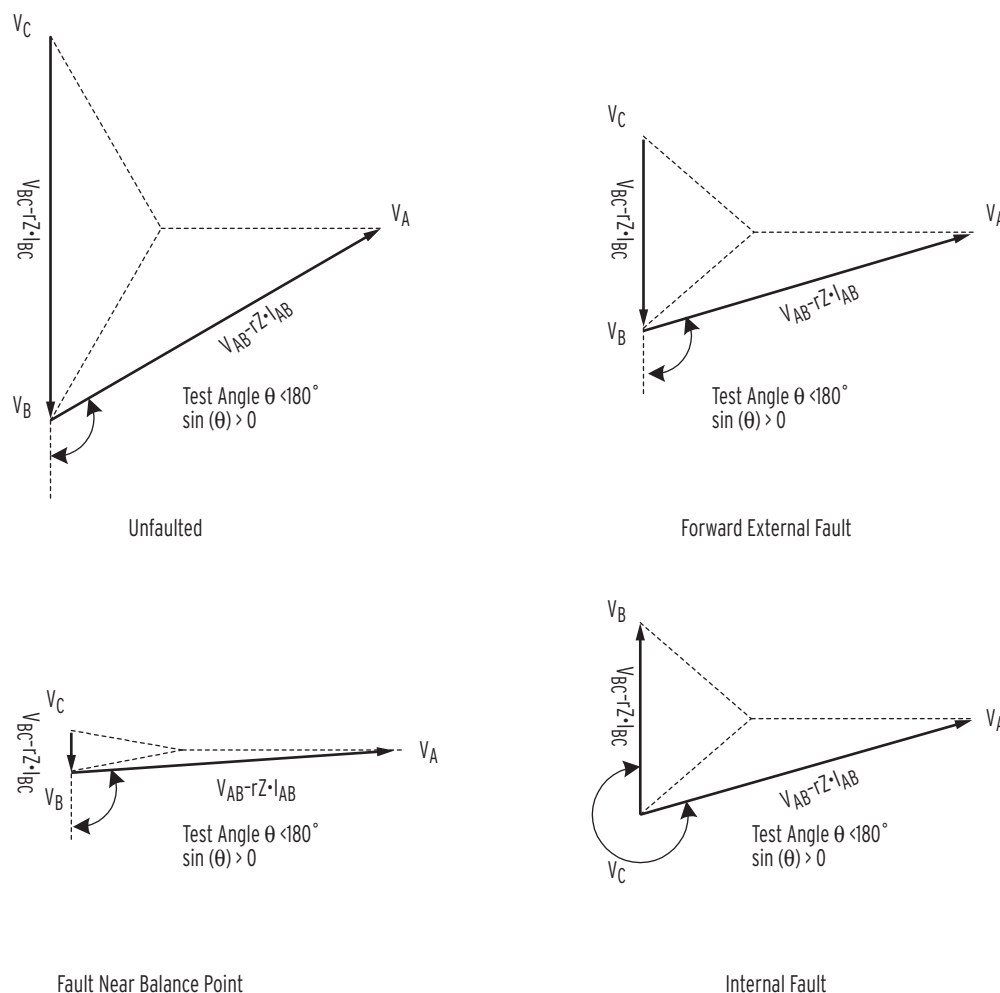 V_C
V_BC-rZ•I_BC
V_A
V_AB-rZ•I_AB
V_B
Test Angle θ <180°
sin (θ) > 0
Unfaulted
V_C
V_BC-rZ•I_BC
V_A
V_AB-rZ•I_AB
V_B
Test Angle θ <180°
sin (θ) > 0
Forward External Fault
V_C
V_BC-rZ•I_BC
V_A
V_AB-rZ•I_AB
V_B
Test Angle θ <180°
sin (θ) > 0
Fault Near Balance Point
V_B
V_BC-rZ•I_BC
V_A
V_AB-rZ•I_AB
Test Angle θ <180°
sin (θ) > 0
V_C
Internal Fault